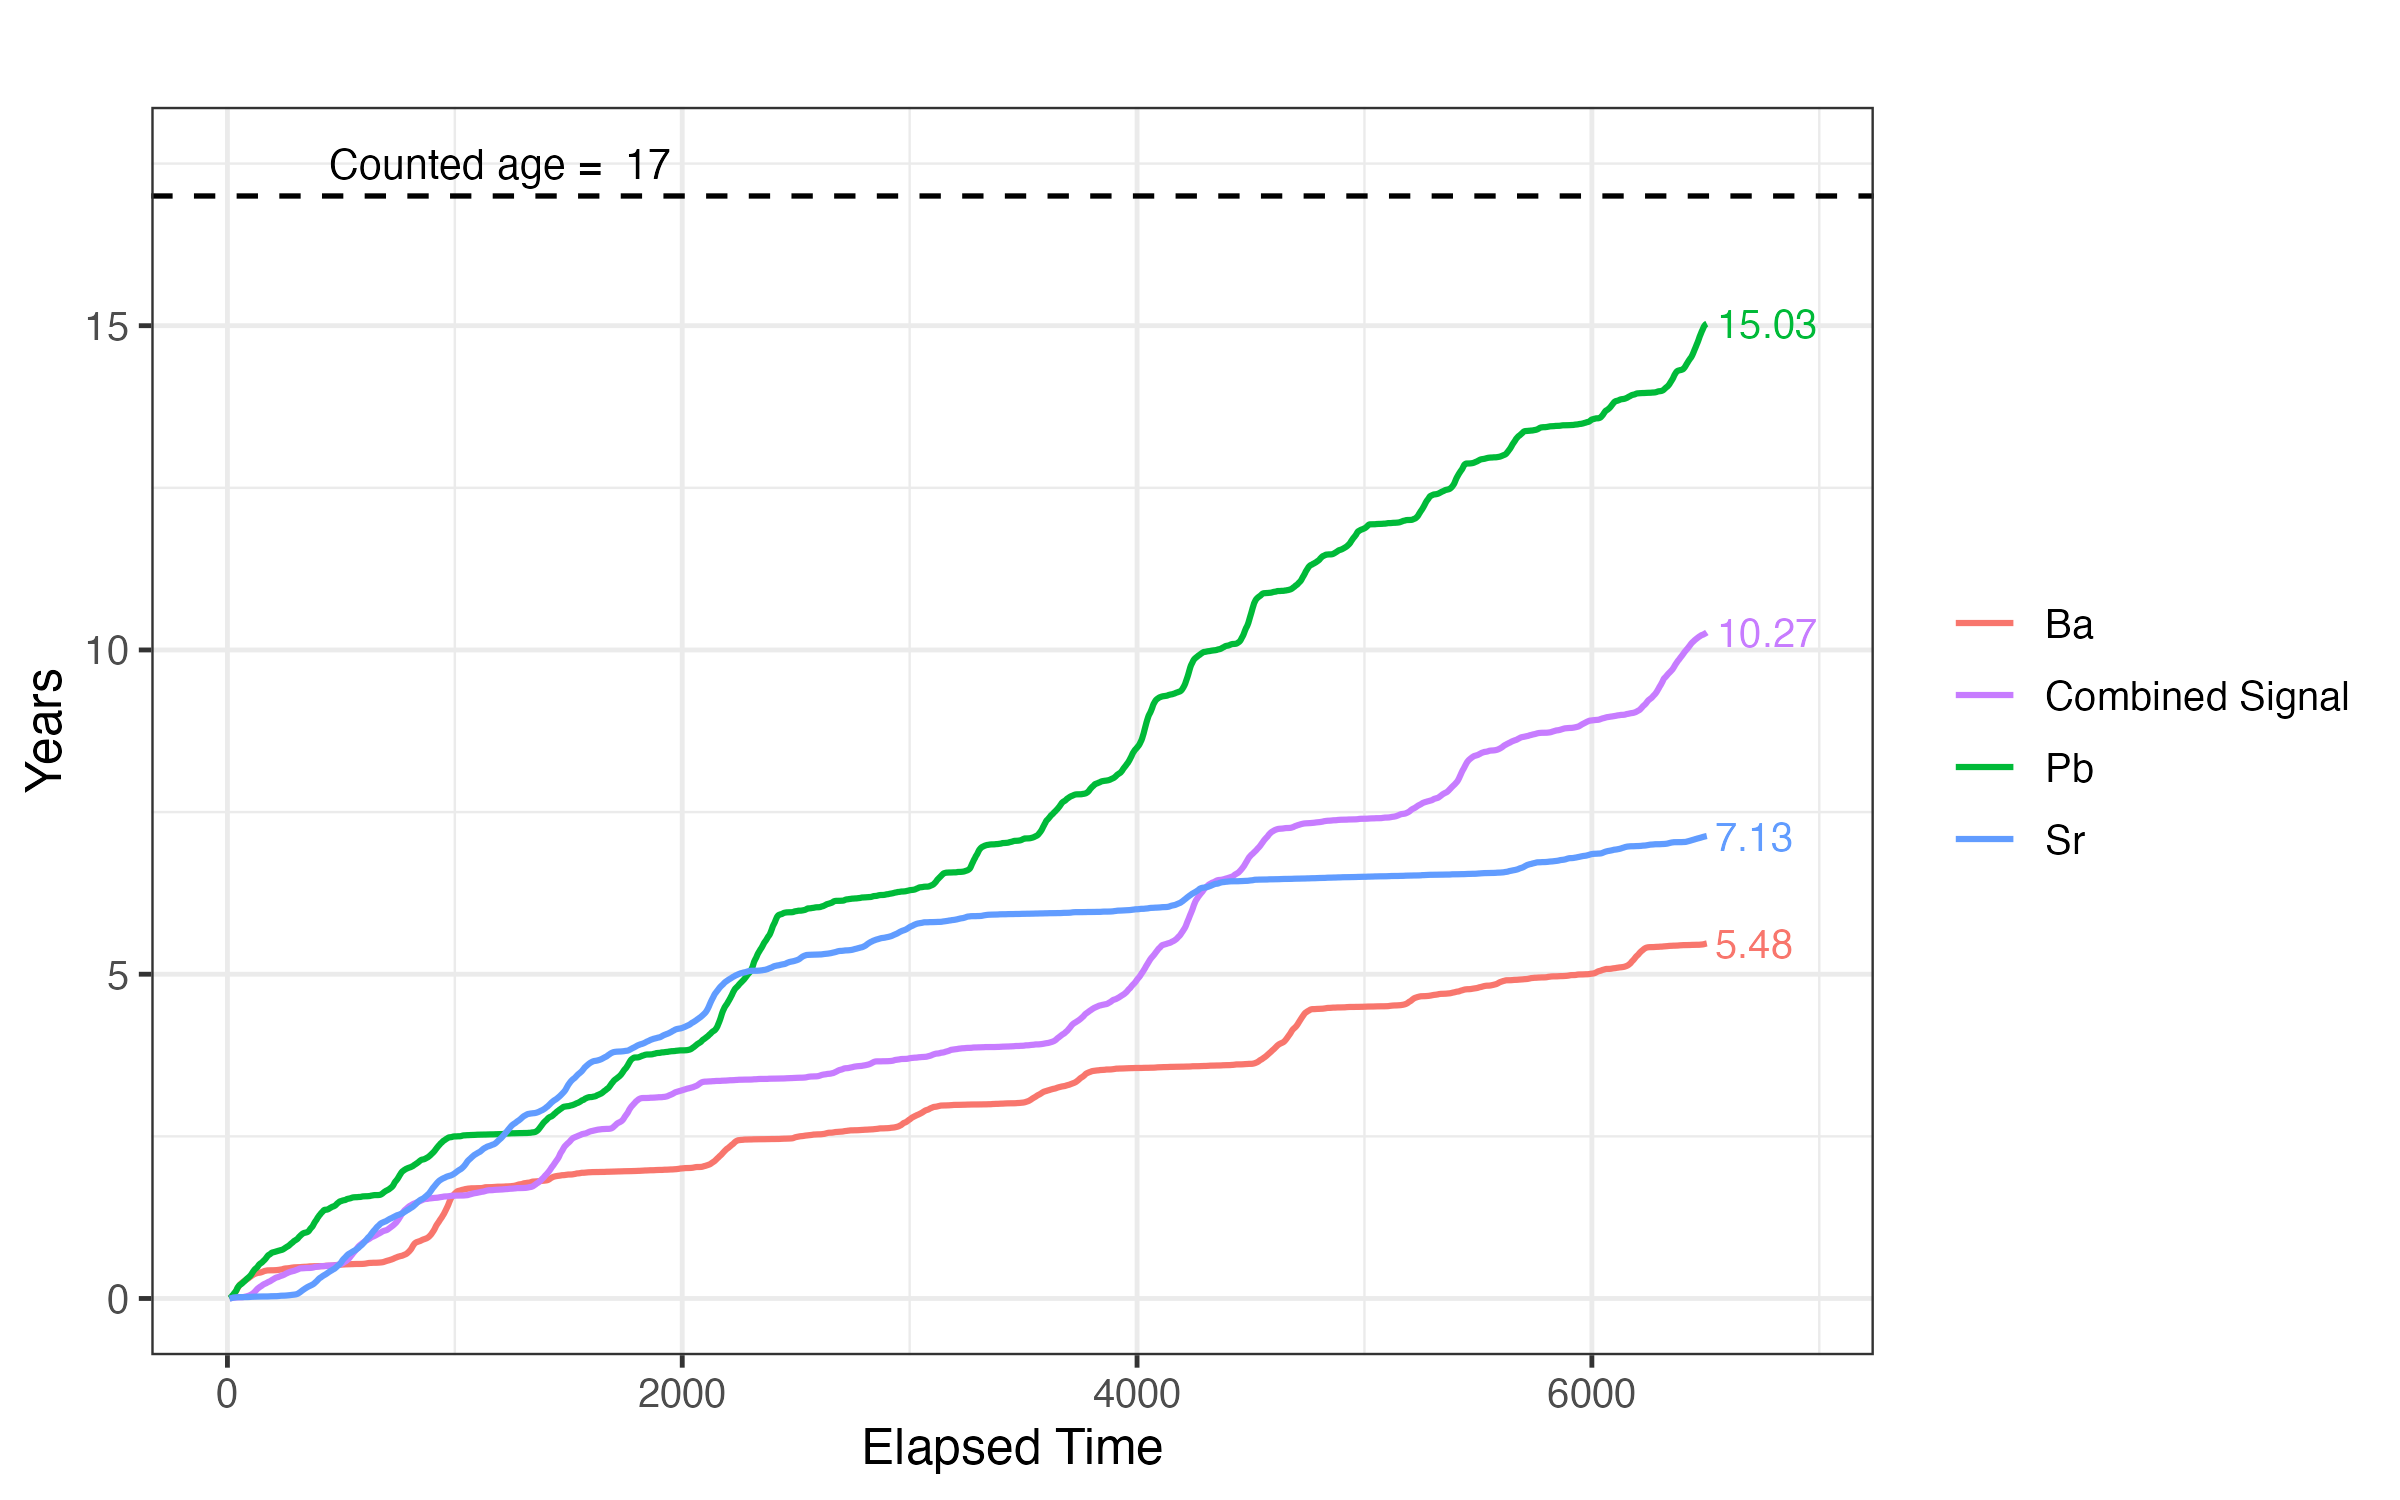 Counted age = 17
15.03
15
10.27
10
7.13
5.48
5
0
0
2000
4000
6000
Elapsed Time
Years
Ba
Combined Signal
Pb
Sr